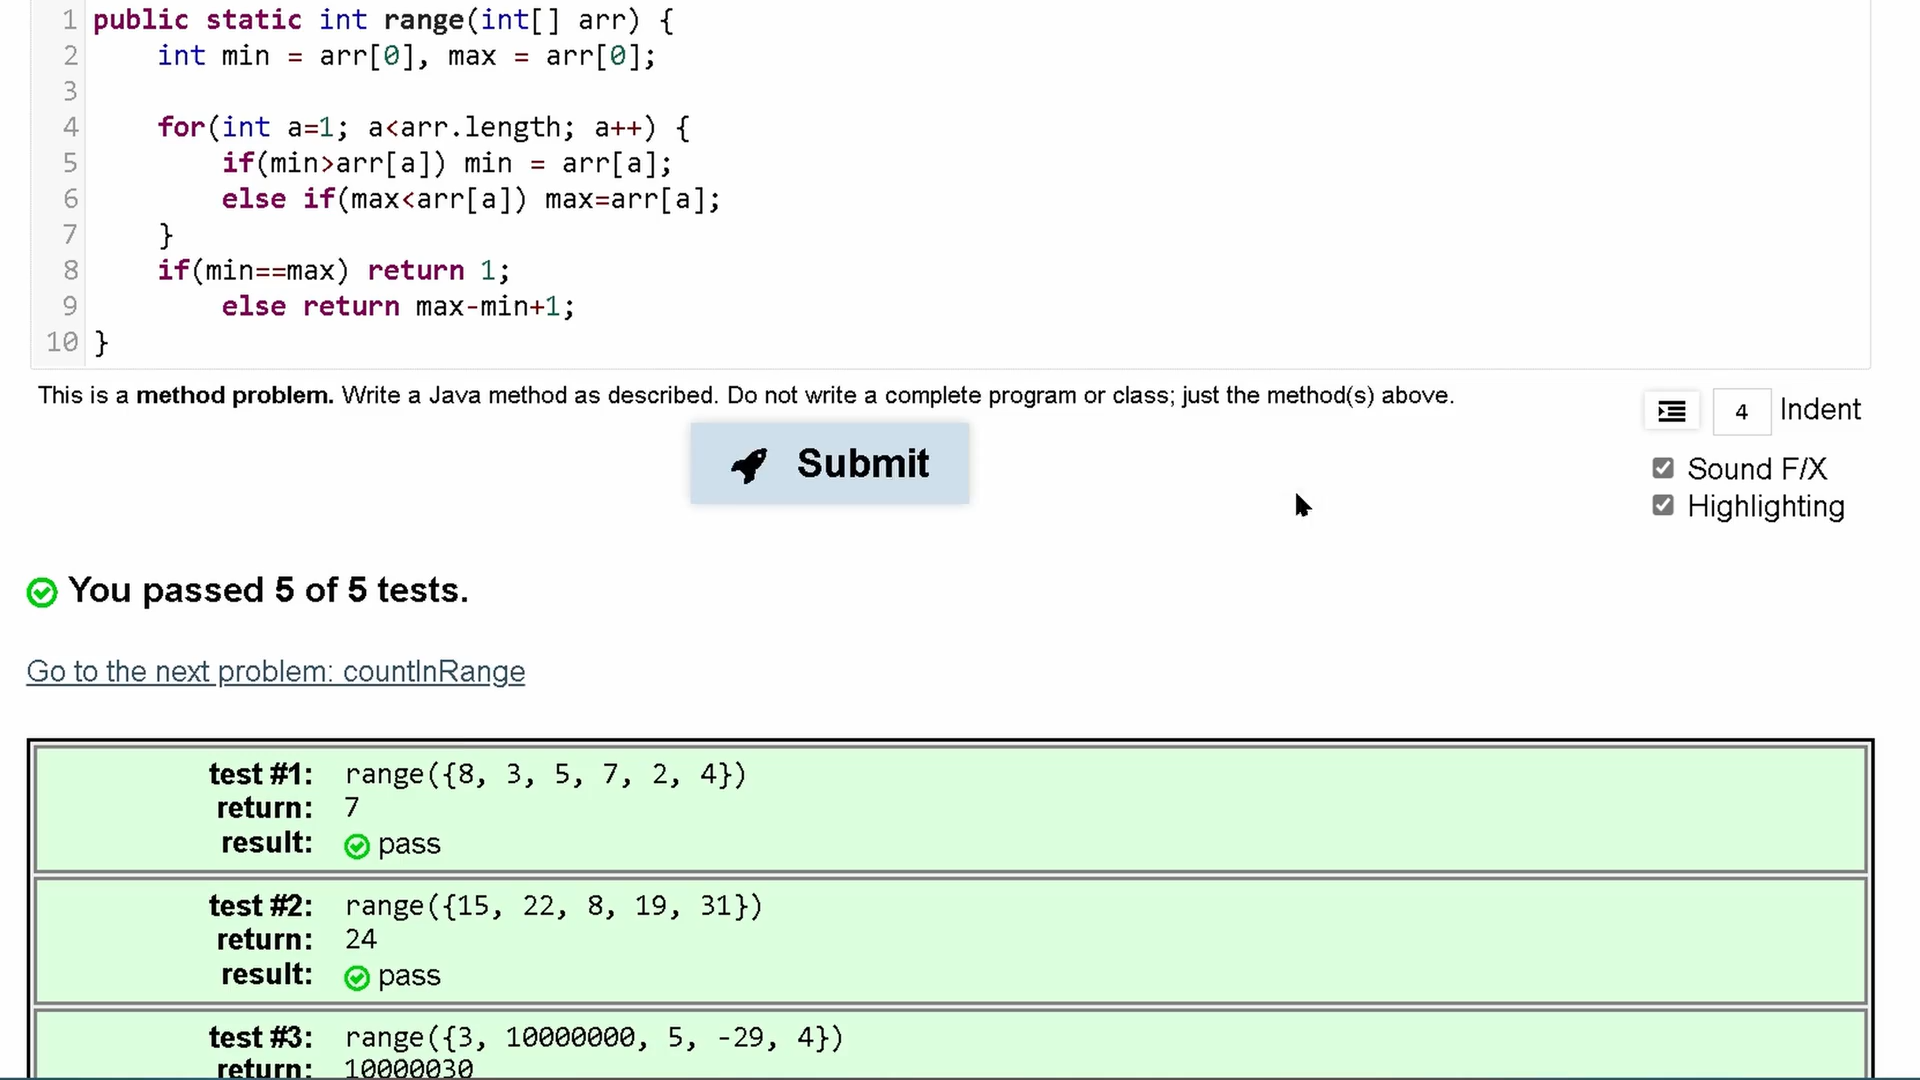 1 public static int range(int[] arr) {
2     int min = arr[0], max = arr[0];
3
4     for(int a=1; a<arr.length; a++) {
5         if(min>arr[a]) min = arr[a];
6         else if(max<arr[a]) max=arr[a];
7     }
8     if(min==max) return 1;
9         else return max-min+1;
10 }
This is a method problem. Write a Java method as described. Do not write a complete program or class; just the method(s) above.
4 Indent
Submit
Sound F/X
Highlighting
You passed 5 of 5 tests.
Go to the next problem: countInRange
test #1: range({8, 3, 5, 7, 2, 4})
return: 7
result: pass
test #2: range({15, 22, 8, 19, 31})
return: 24
result: pass
test #3: range({3, 10000000, 5, -29, 4})
return: 10000030